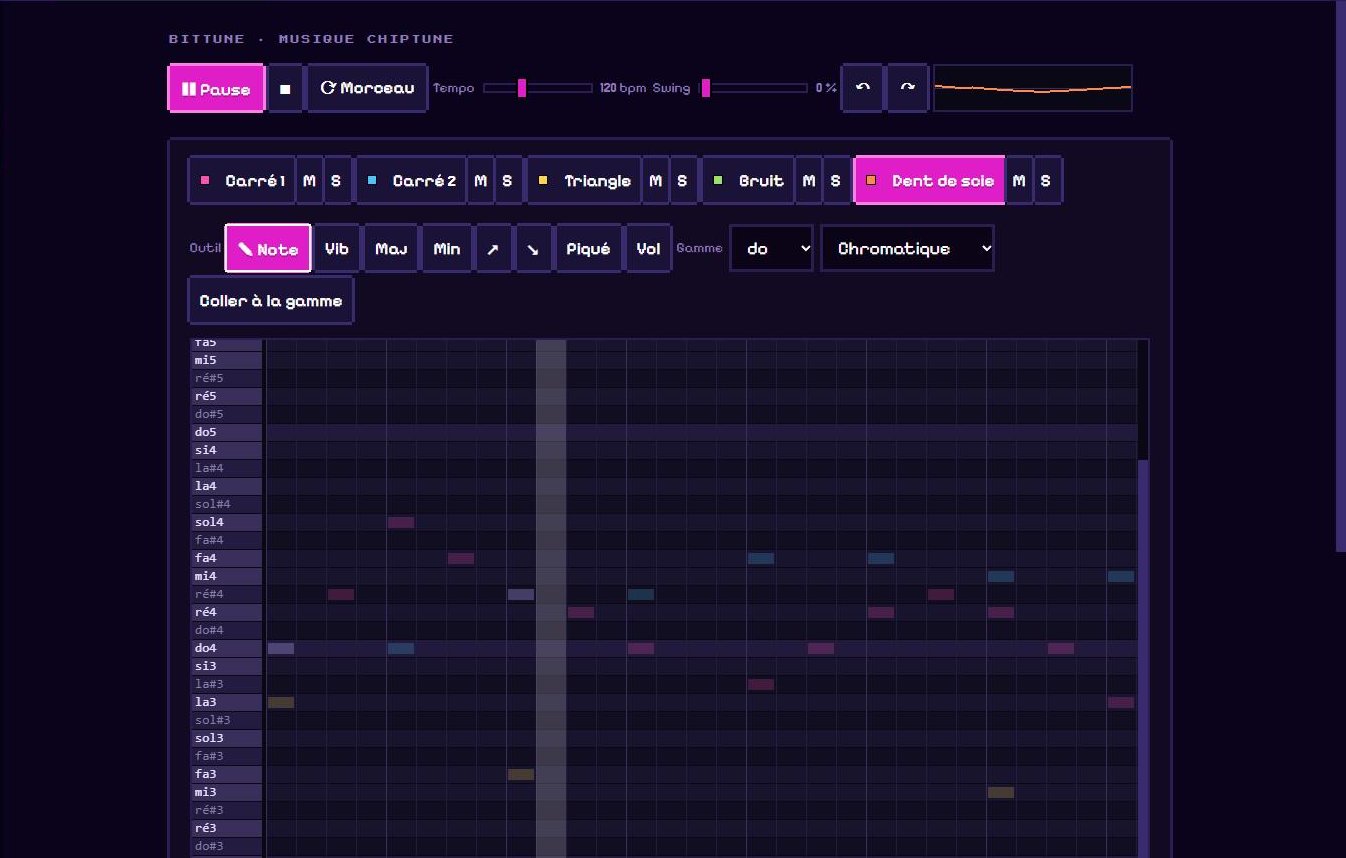 BITTUNE · MUSIQUE CHIPTUNE
Pause ■ Morceau Tempo 120 bpm Swing 0 %
Carré 1 M S Carré 2 M S Triangle M S Bruit M S Dent de scie M S
Outil Note Vib Maj Min ↗ ↘ Piqué Vol Gamme do Chromatique
Coller à la gamme
fa5
mi5
ré#5
ré5
do#5
do5
si4
la#4
la4
sol#4
sol4
fa#4
fa4
mi4
ré#4
ré4
do#4
do4
si3
la#3
la3
sol#3
sol3
fa#3
fa3
mi3
ré#3
ré3
do#3